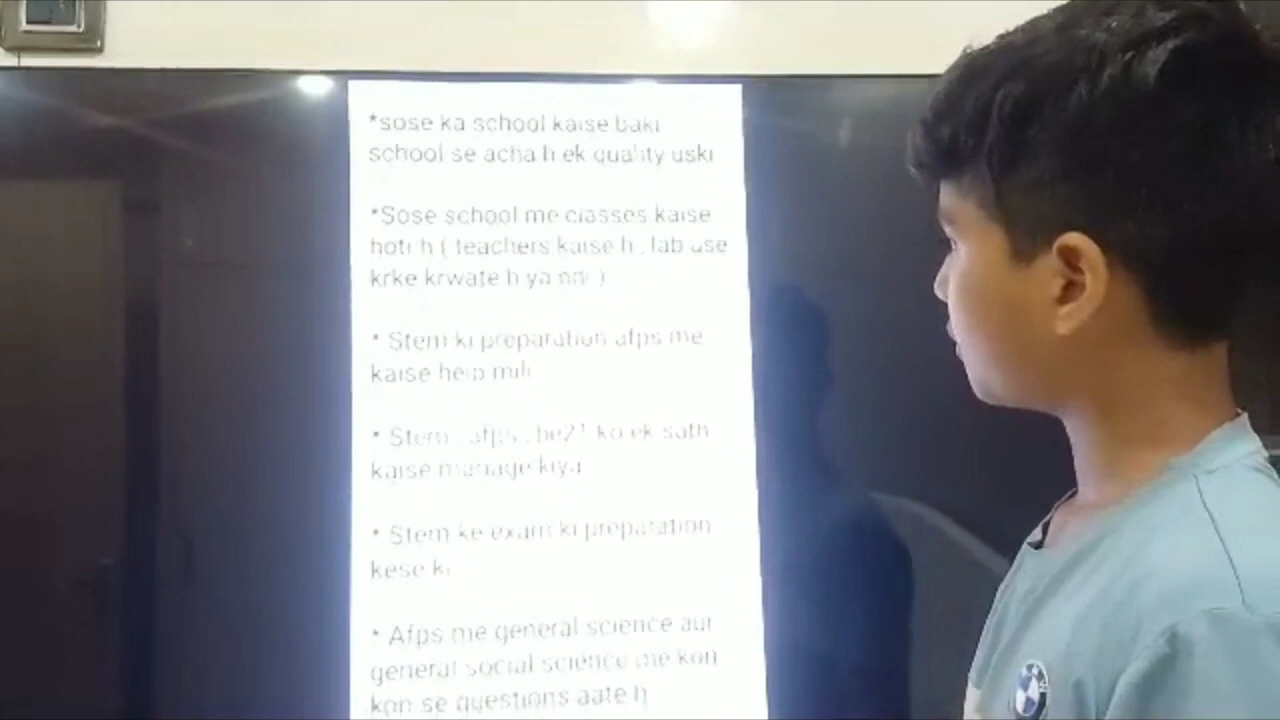 *sose ka school kaise baki
school se acha h ek quality uski
*Sose school me classes kaise
hoti h ( teachers kaise h , lab use
krke krwate h ya nhi )
* Stem ki preparation afps me
kaise help mili
* Stem , afps , he21 ko ek sath
kaise manage kiya
* Stem ke exam ki preparation
kese ki
* Afps me general science aur
general social science me kon
kon se questions aate h